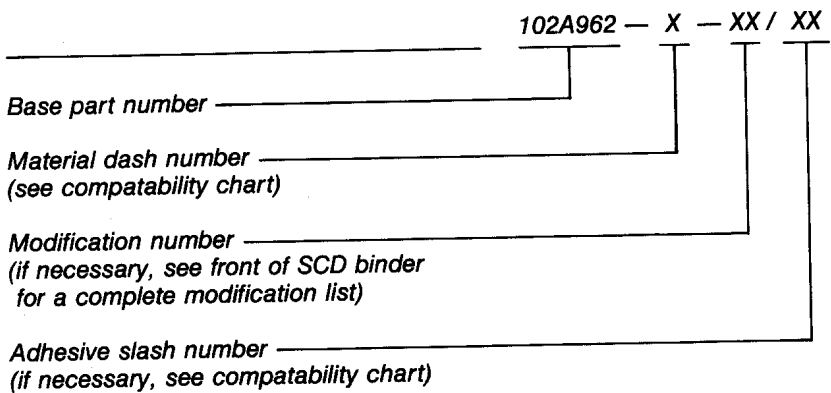 102A962 — X — XX / XX
Base part number
Material dash number
(see compatability chart)
Modification number
(if necessary, see front of SCD binder
for a complete modification list)
Adhesive slash number
(if necessary, see compatability chart)